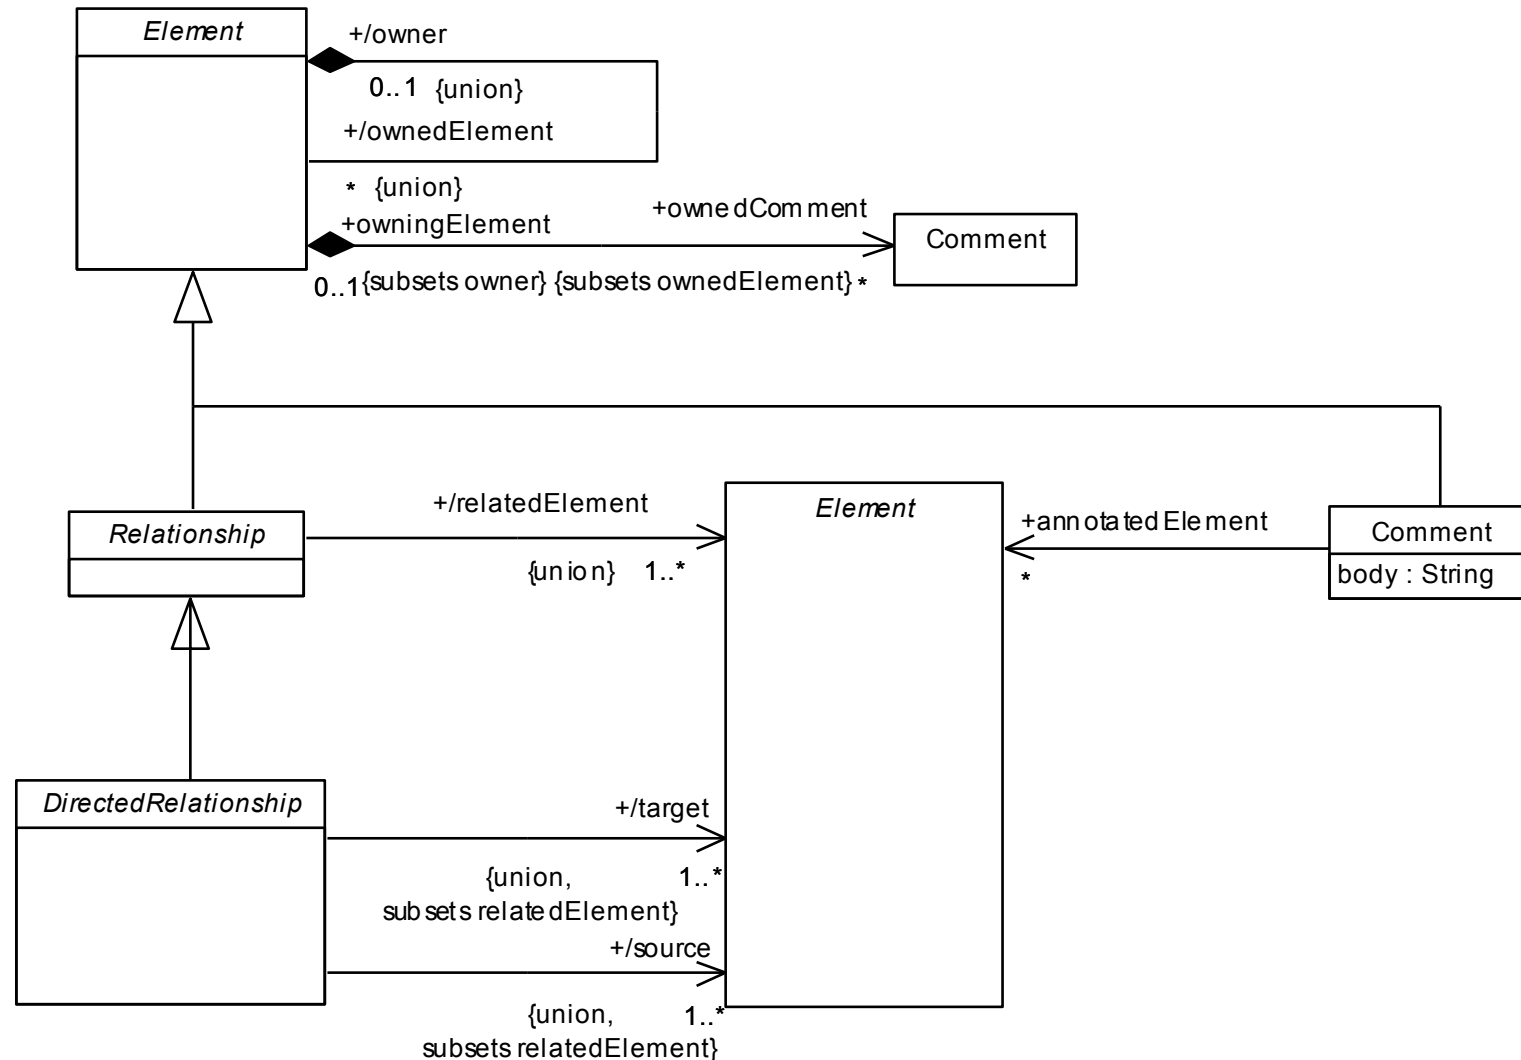 Element
+/owner
0..1 {union}
+/ownedElement
* {union}
+owningElement
+ownedComment
Comment
0..1 {subsets owner} {subsets ownedElement} *
+/relatedElement
Element
+annotatedElement
Relationship
Comment
{union} 1..*
*
body : String
DirectedRelationship
+/target
{union, 1..*
subsets relatedElement}
+/source
{union, 1..*
subsets relatedElement}